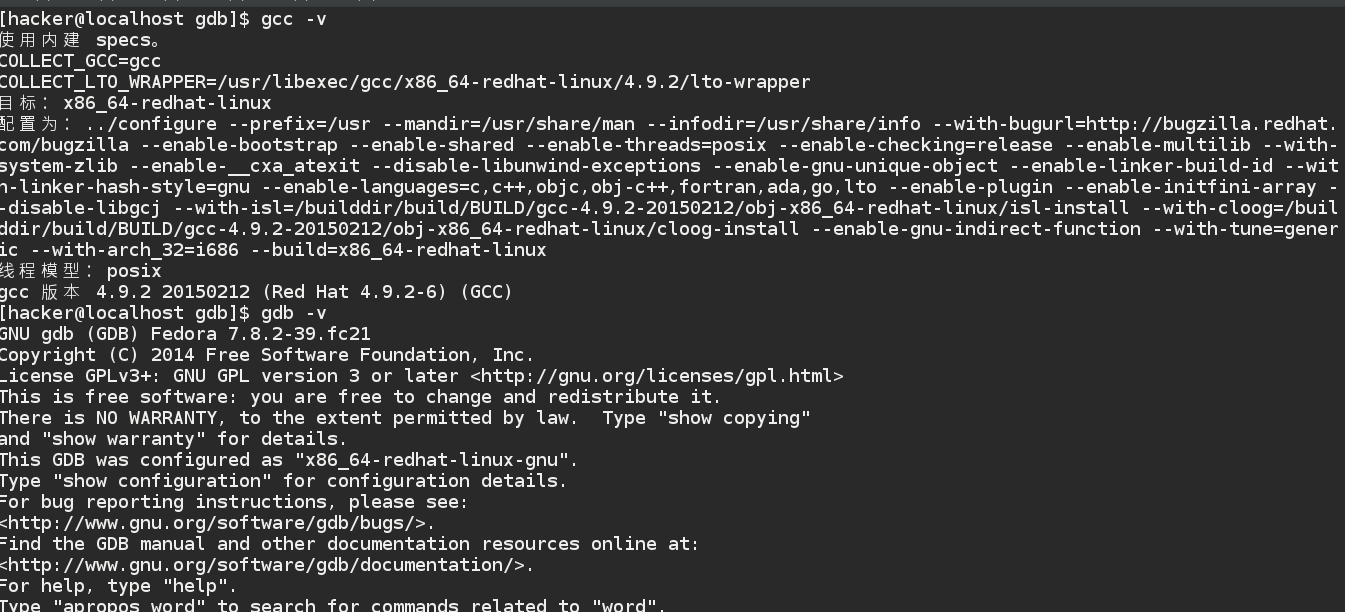 [hacker@localhost gdb]$ gcc -v
使用内建 specs。
COLLECT_GCC=gcc
COLLECT_LTO_WRAPPER=/usr/libexec/gcc/x86_64-redhat-linux/4.9.2/lto-wrapper
目标：x86_64-redhat-linux
配置为：../configure --prefix=/usr --mandir=/usr/share/man --infodir=/usr/share/info --with-bugurl=http://bugzilla.redhat.
com/bugzilla --enable-bootstrap --enable-shared --enable-threads=posix --enable-checking=release --enable-multilib --with-
system-zlib --enable-__cxa_atexit --disable-libunwind-exceptions --enable-gnu-unique-object --enable-linker-build-id --wit
h-linker-hash-style=gnu --enable-languages=c,c++,objc,obj-c++,fortran,ada,go,lto --enable-plugin --enable-initfini-array -
-disable-libgcj --with-isl=/builddir/build/BUILD/gcc-4.9.2-20150212/obj-x86_64-redhat-linux/isl-install --with-cloog=/buil
ddir/build/BUILD/gcc-4.9.2-20150212/obj-x86_64-redhat-linux/cloog-install --enable-gnu-indirect-function --with-tune=gener
ic --with-arch_32=i686 --build=x86_64-redhat-linux
线程模型：posix
gcc 版本 4.9.2 20150212 (Red Hat 4.9.2-6) (GCC)
[hacker@localhost gdb]$ gdb -v
GNU gdb (GDB) Fedora 7.8.2-39.fc21
Copyright (C) 2014 Free Software Foundation, Inc.
License GPLv3+: GNU GPL version 3 or later <http://gnu.org/licenses/gpl.html>
This is free software: you are free to change and redistribute it.
There is NO WARRANTY, to the extent permitted by law.  Type "show copying"
and "show warranty" for details.
This GDB was configured as "x86_64-redhat-linux-gnu".
Type "show configuration" for configuration details.
For bug reporting instructions, please see:
<http://www.gnu.org/software/gdb/bugs/>.
Find the GDB manual and other documentation resources online at:
<http://www.gnu.org/software/gdb/documentation/>.
For help, type "help".
Type "apropos word" to search for commands related to "word".